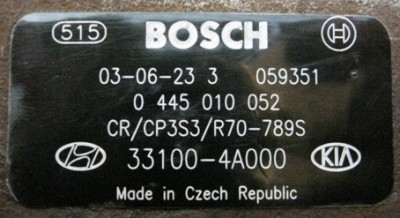 515 BOSCH H
03-06-23 3 059351
0 445 010 052
CR/CP3S3/R70-789S
33100-4A000 KIA
Made in Czech Republic